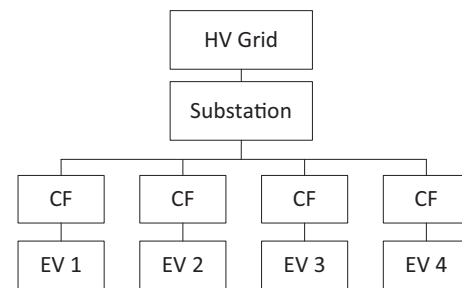 HV Grid
Substation
CF CF CF CF
EV 1 EV 2 EV 3 EV 4